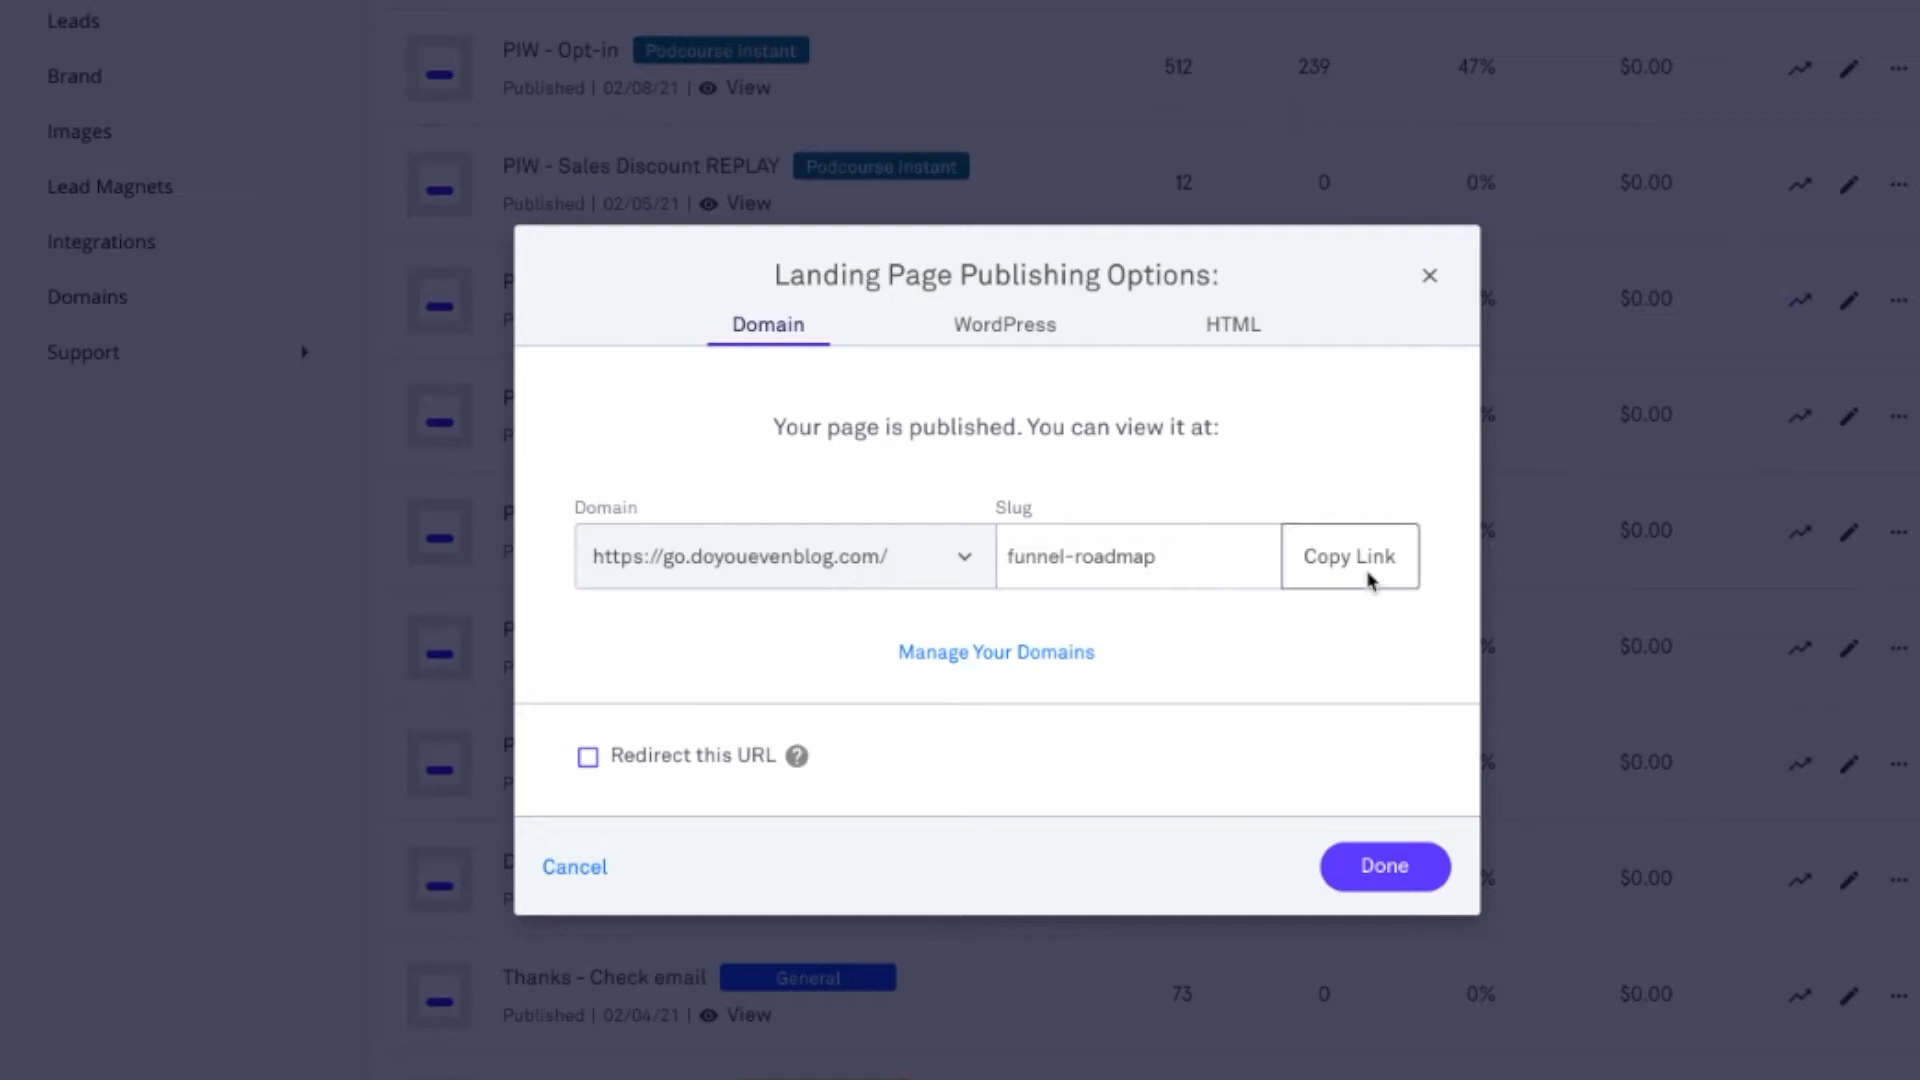 Leads
Brand
Images
Lead Magnets
Integrations
Domains
Support
PIW - Opt-in Podcourse Instant 512 239 47% $0.00
Published | 02/08/21 | View
PIW - Sales Discount REPLAY Podcourse Instant 12 0 0% $0.00
Published | 02/05/21 | View
Landing Page Publishing Options:
Domain WordPress HTML
Your page is published. You can view it at:
Domain Slug
https://go.doyouevenblog.com/ funnel-roadmap Copy Link
Manage Your Domains
Redirect this URL ?
Cancel Done
P % $0.00
P
P % $0.00
P
P % $0.00
P
P % $0.00
P
P % $0.00
P
D % $0.00
P
Thanks - Check email General 73 0 0% $0.00
Published | 02/04/21 | View